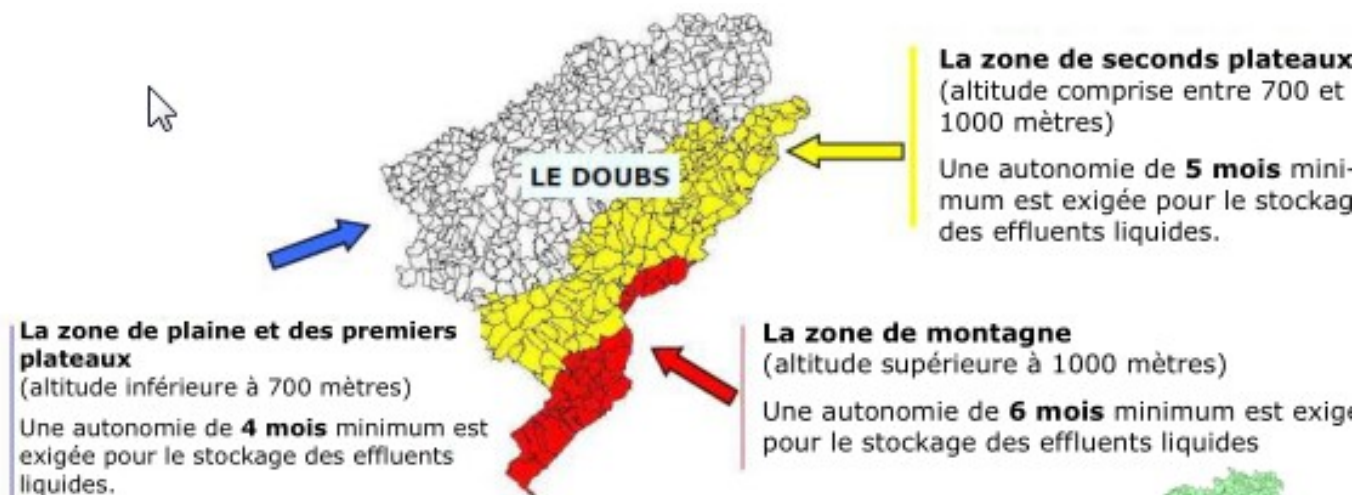 La zone de seconds plateaux
(altitude comprise entre 700 et
1000 mètres)
Une autonomie de 5 mois mini-
mum est exigée pour le stockag
des effluents liquides.
LE DOUBS
La zone de plaine et des premiers
plateaux
(altitude inférieure à 700 mètres)
Une autonomie de 4 mois minimum est
exigée pour le stockage des effluents
liquides.
La zone de montagne
(altitude supérieure à 1000 mètres)
Une autonomie de 6 mois minimum est exigé
pour le stockage des effluents liquides